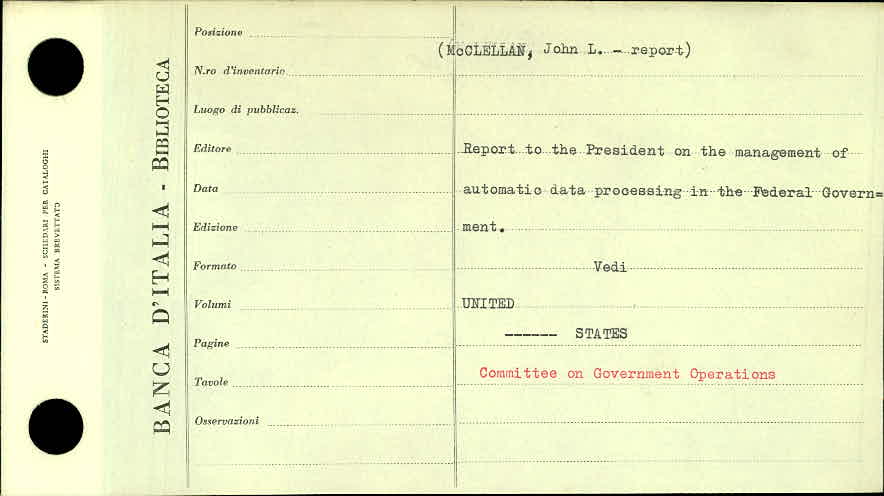 STADERINI-ROMA - SCHEDARI PER CATALOGHI
SISTEMA BREVETTATO
BANCA D'ITALIA - BIBLIOTECA
Posizione
N.ro d'inventario
Luogo di pubblicaz.
Editore
Data
Edizione
Formato
Volumi
Pagine
Tavole
Osservazioni
(McCLELLAN, John L. - report)
Report to the President on the management of
automatic data processing in the Federal Govern=
ment.
Vedi
UNITED
------ STATES
Committee on Government Operations